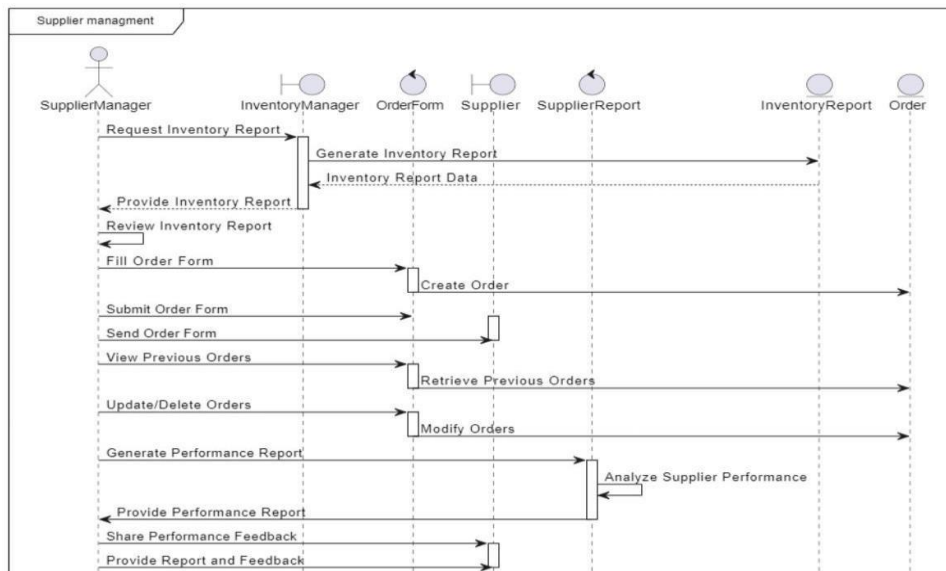 Supplier managment
SupplierManager
InventoryManager
OrderForm
Supplier
SupplierReport
InventoryReport
Order
Request Inventory Report
Generate Inventory Report
Inventory Report Data
Provide Inventory Report
Review Inventory Report
Fill Order Form
Create Order
Submit Order Form
Send Order Form
View Previous Orders
Retrieve Previous Orders
Update/Delete Orders
Modify Orders
Generate Performance Report
Analyze Supplier Performance
Provide Performance Report
Share Performance Feedback
Provide Report and Feedback